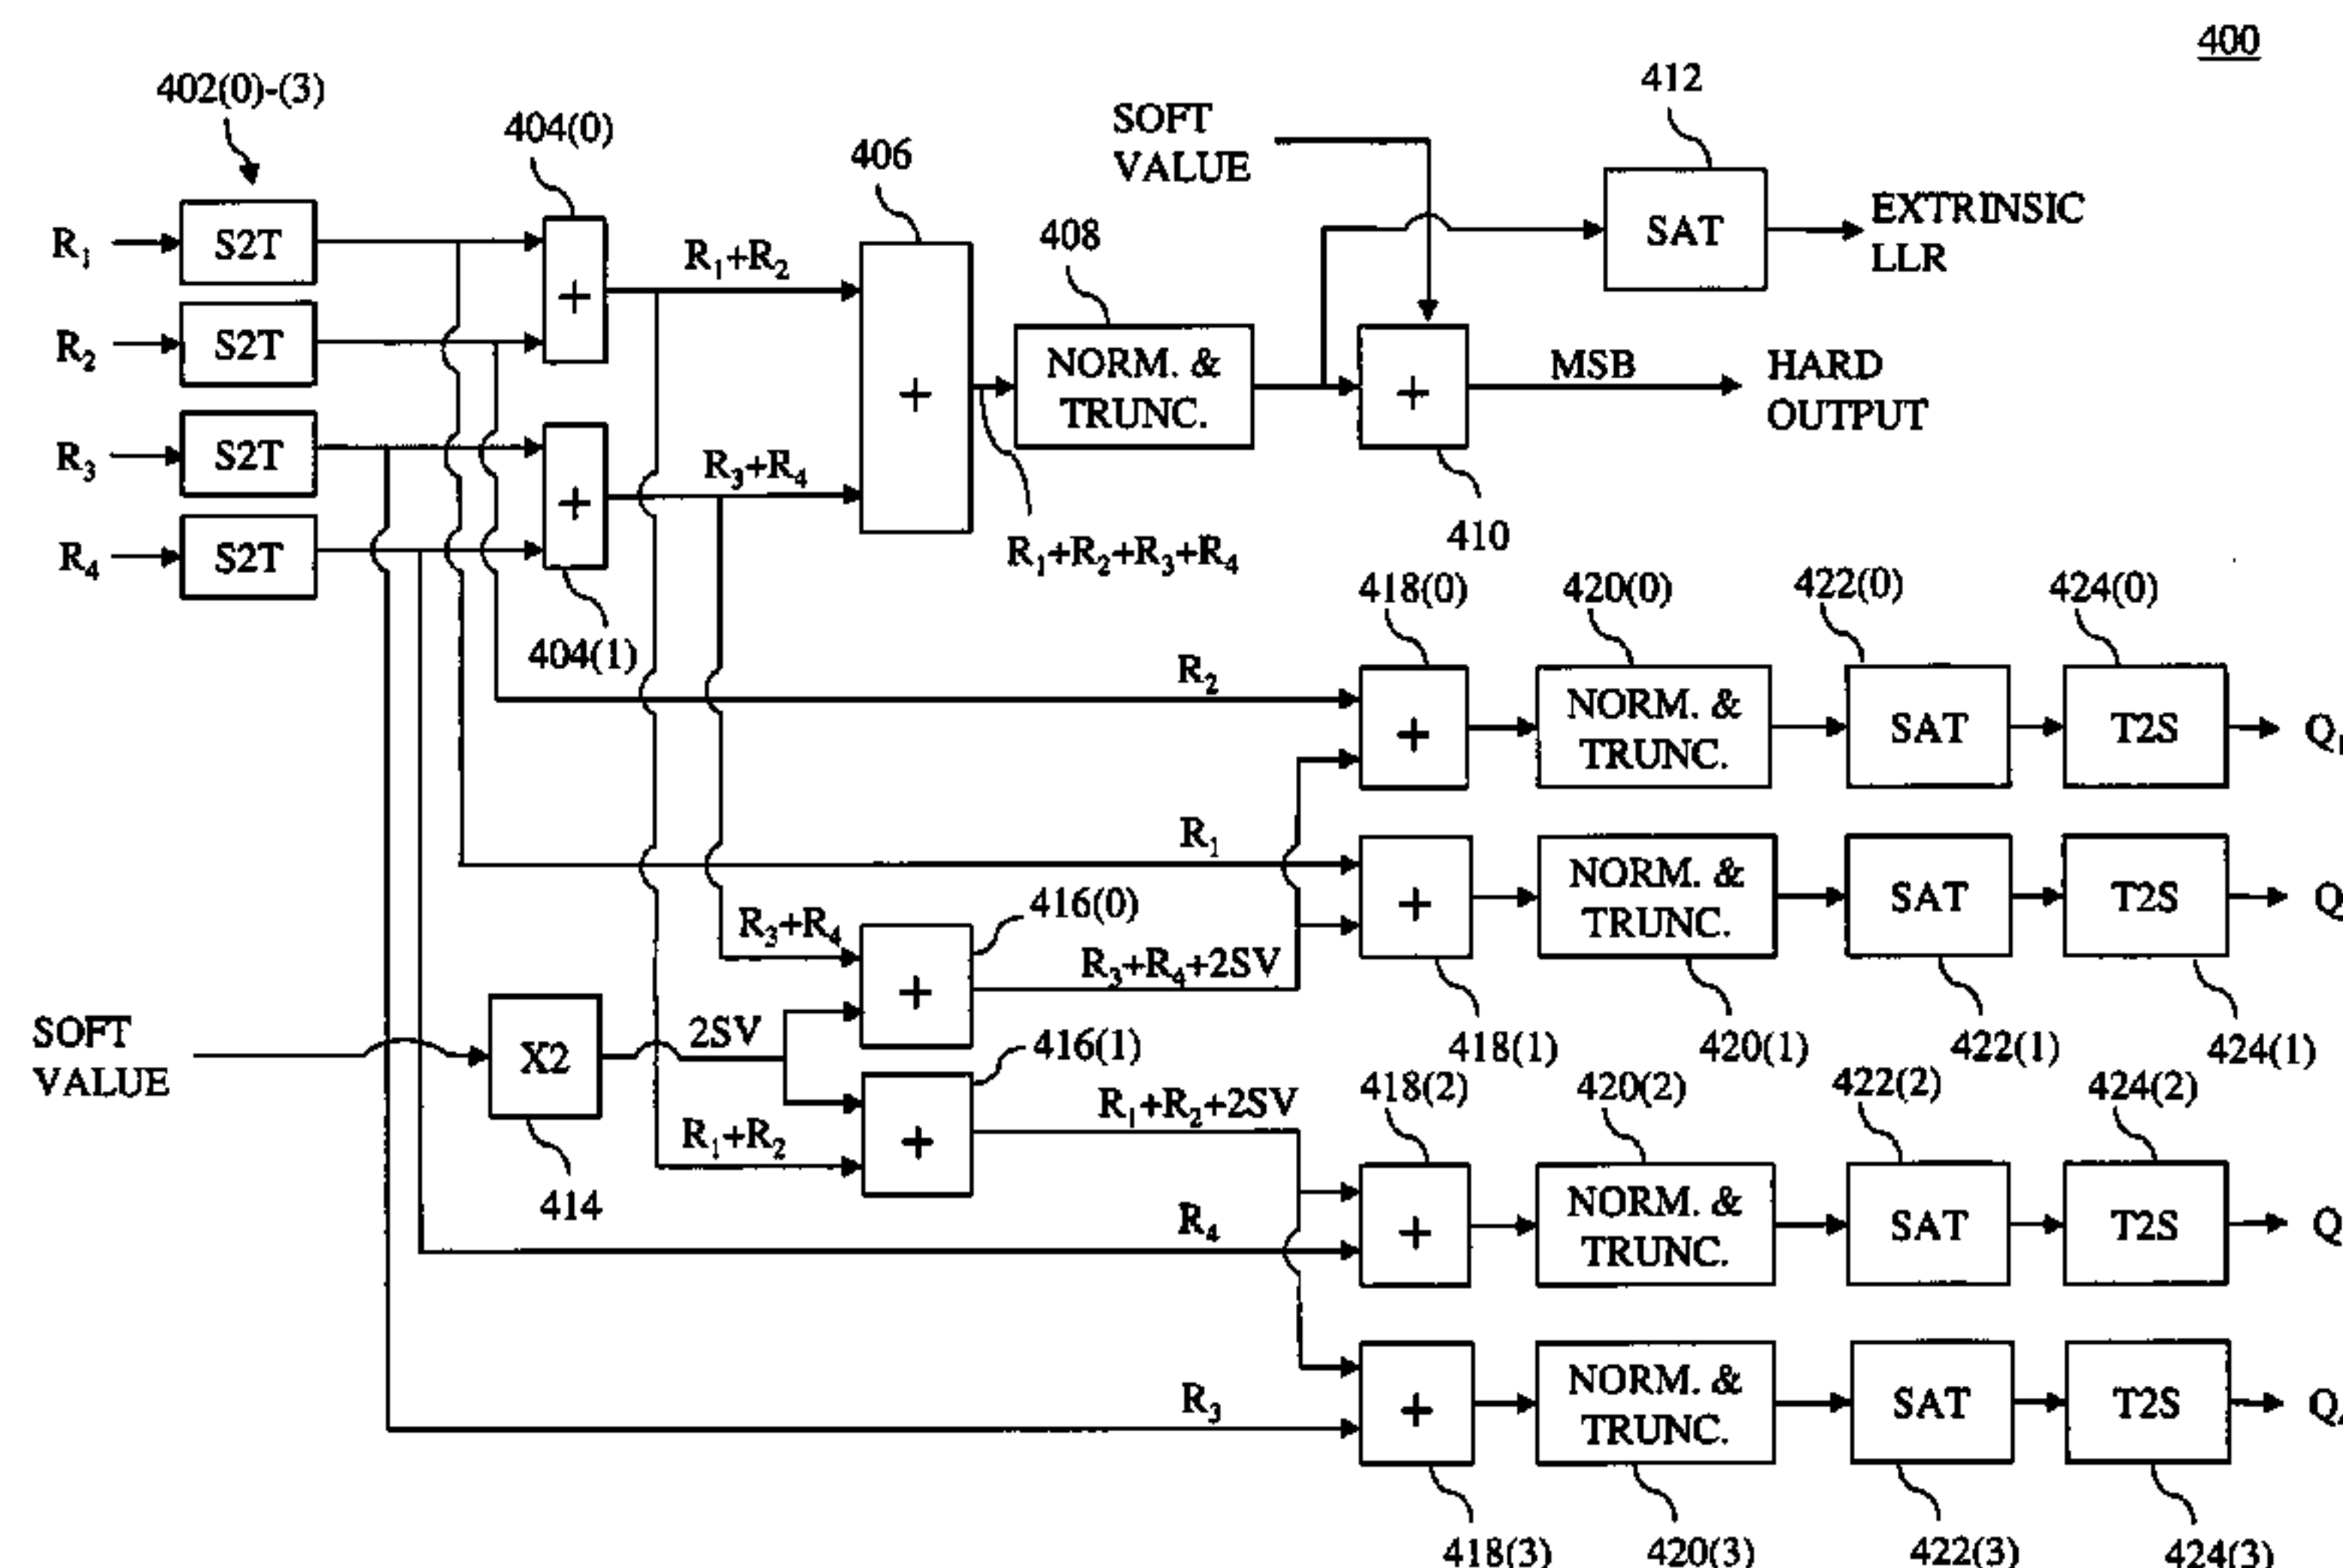 400
402(0)-(3)
404(0)
406
408
SOFT
VALUE
412
R₁
S2T
R₂
S2T
R₃
S2T
R₄
S2T
+
R₁+R₂
+
404(1)
R₃+R₄
+
R₁+R₂+R₃+R₄
NORM. &
TRUNC.
+
410
SAT
EXTRINSIC
LLR
MSB
HARD
OUTPUT
418(0)
420(0)
422(0)
424(0)
R₂
+
NORM. &
TRUNC.
SAT
T2S
Q
R₁
+
NORM. &
TRUNC.
SAT
T2S
Q
418(1)
420(1)
422(1)
424(1)
R₃+R₄
416(0)
+
R₃+R₄+2SV
SOFT
VALUE
X2
414
2SV
416(1)
R₁+R₂
+
R₁+R₂+2SV
418(2)
420(2)
422(2)
424(2)
R₄
+
NORM. &
TRUNC.
SAT
T2S
Q
R₃
+
NORM. &
TRUNC.
SAT
T2S
Q
418(3)
420(3)
422(3)
424(3)